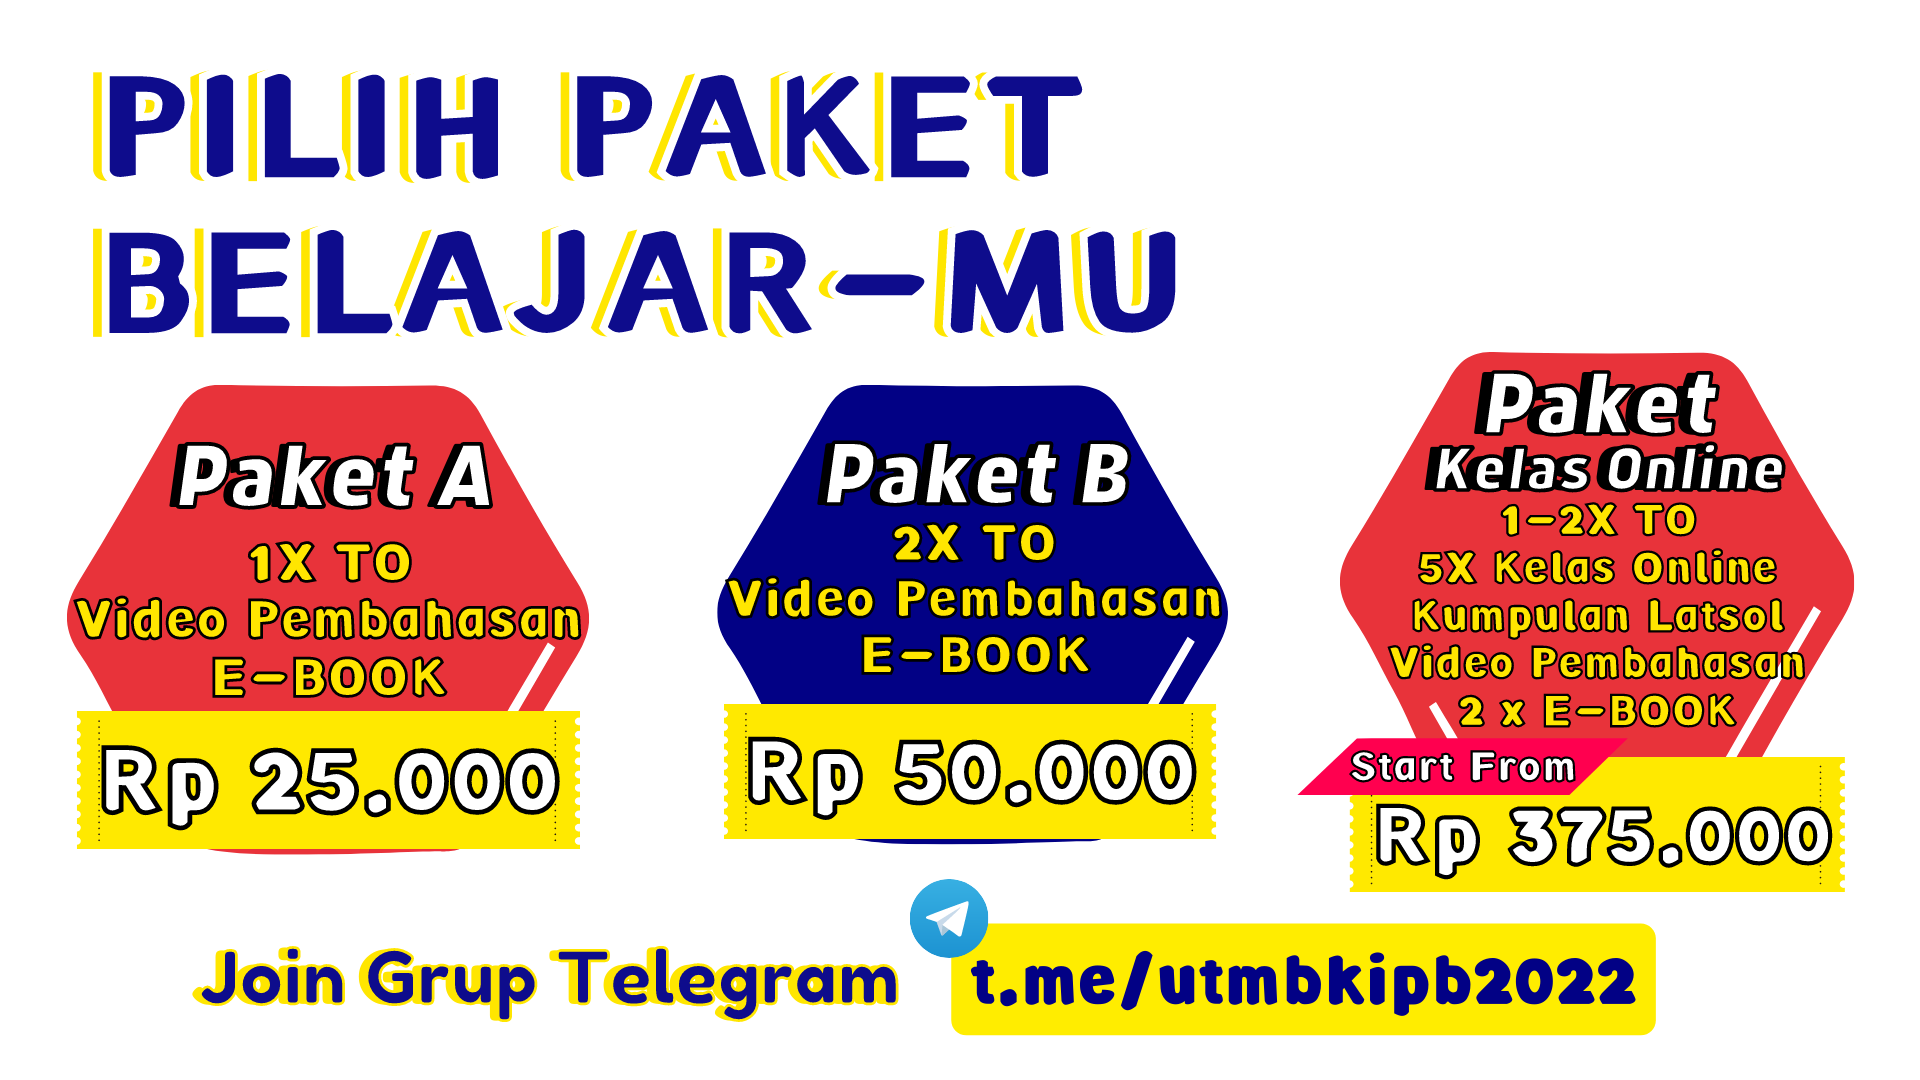 PILIH PAKET
BELAJAR-MU
Paket A
1X TO
Video Pembahasan
E-BOOK
Rp 25.000
Paket B
2X TO
Video Pembahasan
E-BOOK
Rp 50.000
Paket
Kelas Online
1-2X TO
5X Kelas Online
Kumpulan Latsol
Video Pembahasan
2 x E-BOOK
Start From
Rp 375.000
Join Grup Telegram
t.me/utmbkipb2022